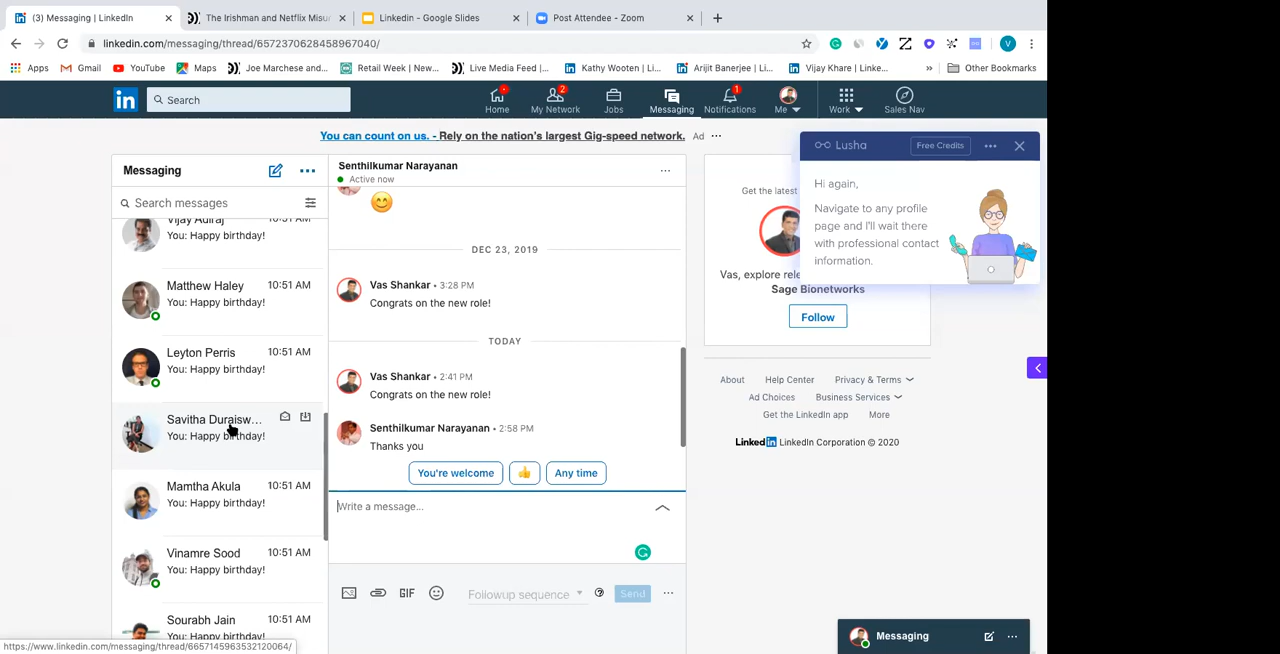 (3) Messaging | LinkedIn
The Irishman and Netflix Misu
Linkedin - Google Slides
Post Attendee - Zoom
linkedin.com/messaging/thread/6572370628458967040/
Apps
Gmail
YouTube
Maps
Joe Marchese and...
Retail Week | New...
Live Media Feed |...
Kathy Wooten | Li...
Arijit Banerjee | Li...
Vijay Khare | Linke...
Other Bookmarks
in
Search
Home
2
My Network
Jobs
Messaging
1
Notifications
Me
Work
Sales Nav
You can count on us. - Rely on the nation's largest Gig-speed network. Ad ...
Messaging
Search messages
Vijay Adiraj 10:51 AM
You: Happy birthday!
Matthew Haley 10:51 AM
You: Happy birthday!
Leyton Perris 10:51 AM
You: Happy birthday!
Savitha Duraisw...
You: Happy birthday!
Mamtha Akula 10:51 AM
You: Happy birthday!
Vinamre Sood 10:51 AM
You: Happy birthday!
Sourabh Jain 10:51 AM
You: Happy birthday!
Senthilkumar Narayanan
Active now
DEC 23, 2019
Vas Shankar • 3:28 PM
Congrats on the new role!
TODAY
Vas Shankar • 2:41 PM
Congrats on the new role!
Senthilkumar Narayanan • 2:58 PM
Thanks you
You're welcome
👍
Any time
Write a message...
GIF
Followup sequence
Send
Get the latest
Vas, explore rele
Sage Bionetworks
Follow
Lusha
Free Credits
Hi again,
Navigate to any profile
page and I'll wait there
with professional contact
information.
About Help Center Privacy & Terms
Ad Choices Business Services
Get the LinkedIn app More
Linked in LinkedIn Corporation © 2020
Messaging
https://www.linkedin.com/messaging/thread/6657145963532120064/